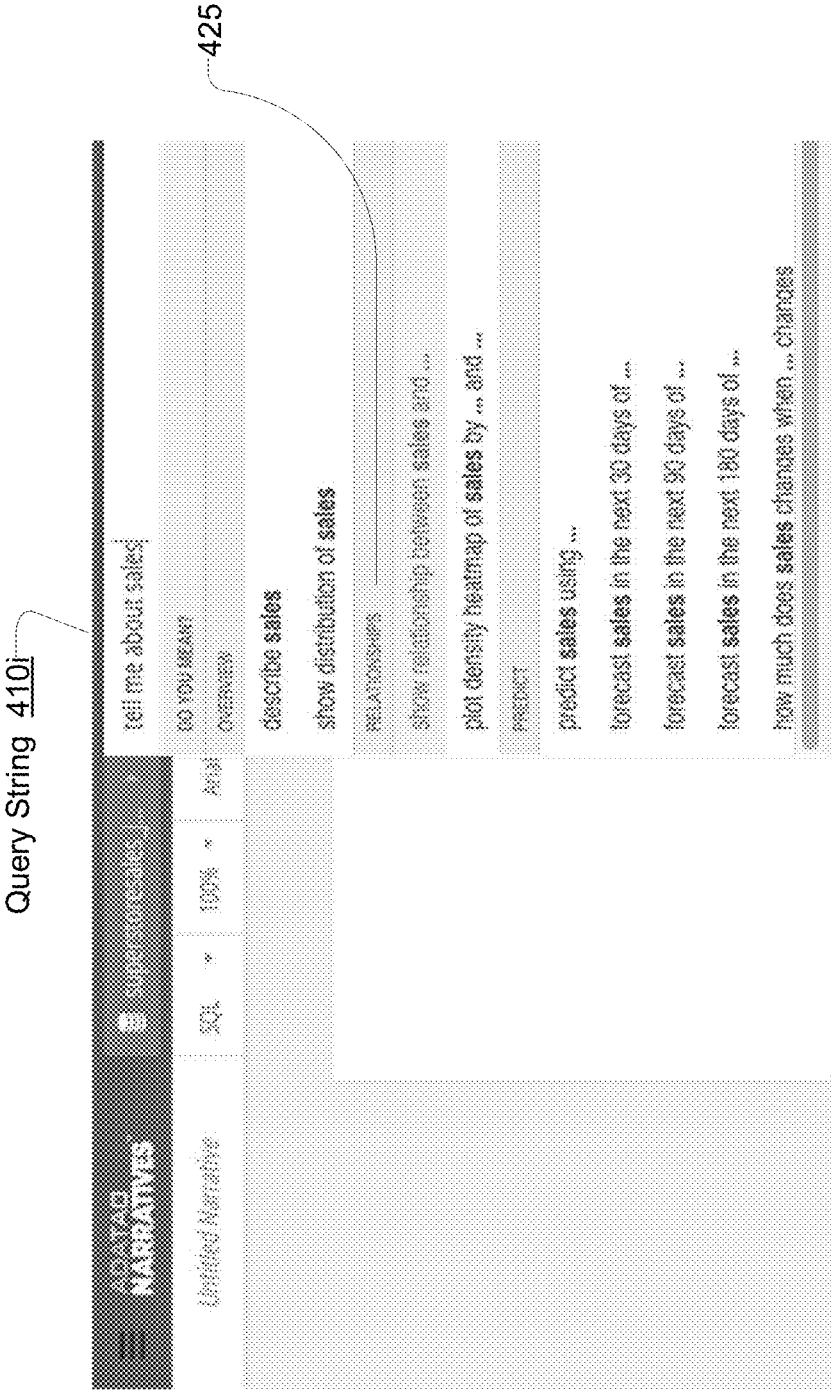 Query String 410i
425
NARRATIVES
tell me about sales
Untitled Narrative
SQL
100%
Arial
DO YOU MEANT
OVERVIEW
describe sales
show distribution of sales
RELATIONSHIPS
show relationship between sales and ...
plot density heatmap of sales by ... and ...
PREDICT
predict sales using ...
forecast sales in the next 30 days of ...
forecast sales in the next 90 days of ...
forecast sales in the next 180 days of ...
how much does sales changes when ... changes